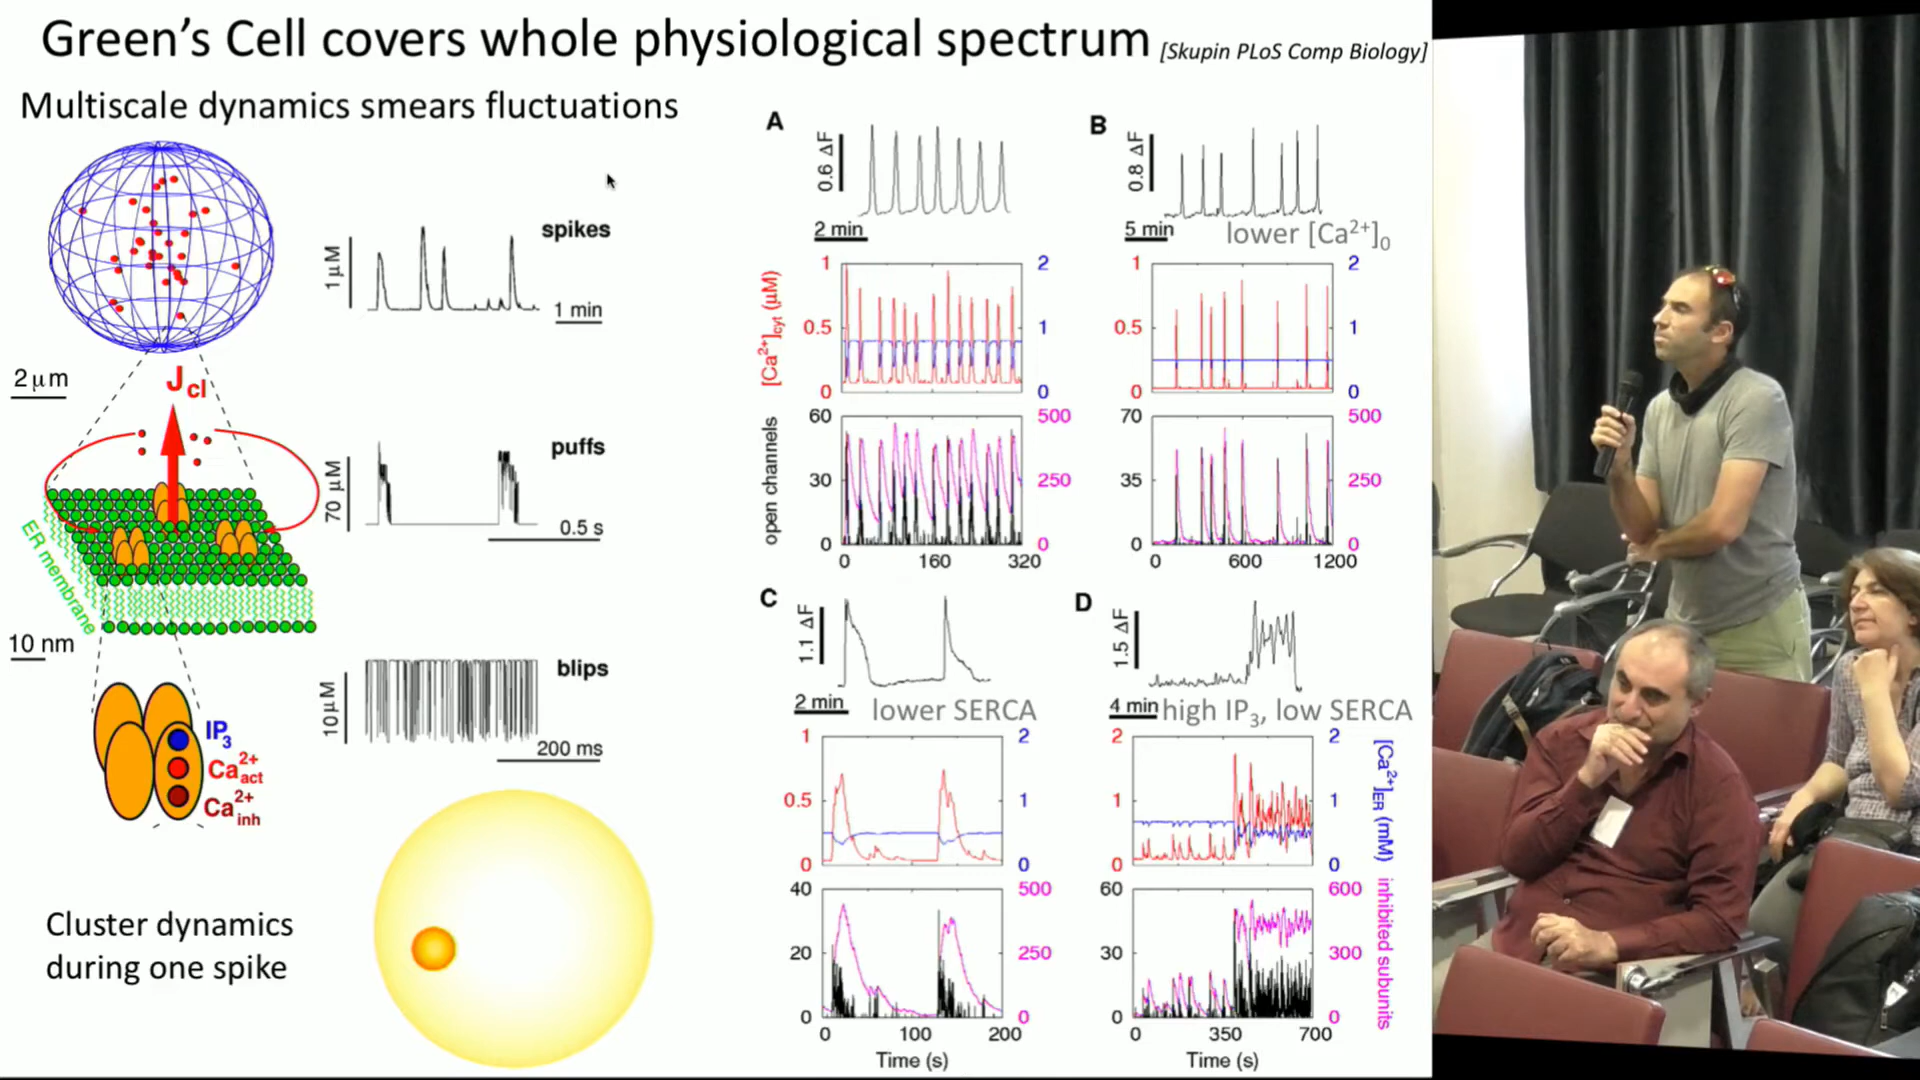 Green's Cell covers whole physiological spectrum [Skupin PLoS Comp Biology]
Multiscale dynamics smears fluctuations
spikes
1 μM
1 min
2 μm
J cl
puffs
70 μM
0.5 s
ER membrane
10 nm
blips
10 μM
200 ms
IP3
Ca2+ act
Ca2+ inh
Cluster dynamics
during one spike
A
0.6 ΔF
2 min
[Ca2+]cyt (μM)
1
0.5
0
2
1
0
open channels
60
30
0
500
250
0
0 160 320
B
0.8 ΔF
5 min
lower [Ca2+]0
1
0.5
0
2
1
0
70
35
0
500
250
0
0 600 1200
C
1.1 ΔF
2 min
lower SERCA
1
0.5
0
2
1
0
40
20
0
500
250
0
0 100 200
Time (s)
D
1.5 ΔF
4 min
high IP3, low SERCA
2
1
0
2
1
0
[Ca2+]ER (mM)
60
30
0
600
300
0
inhibited subunits
0 350 700
Time (s)